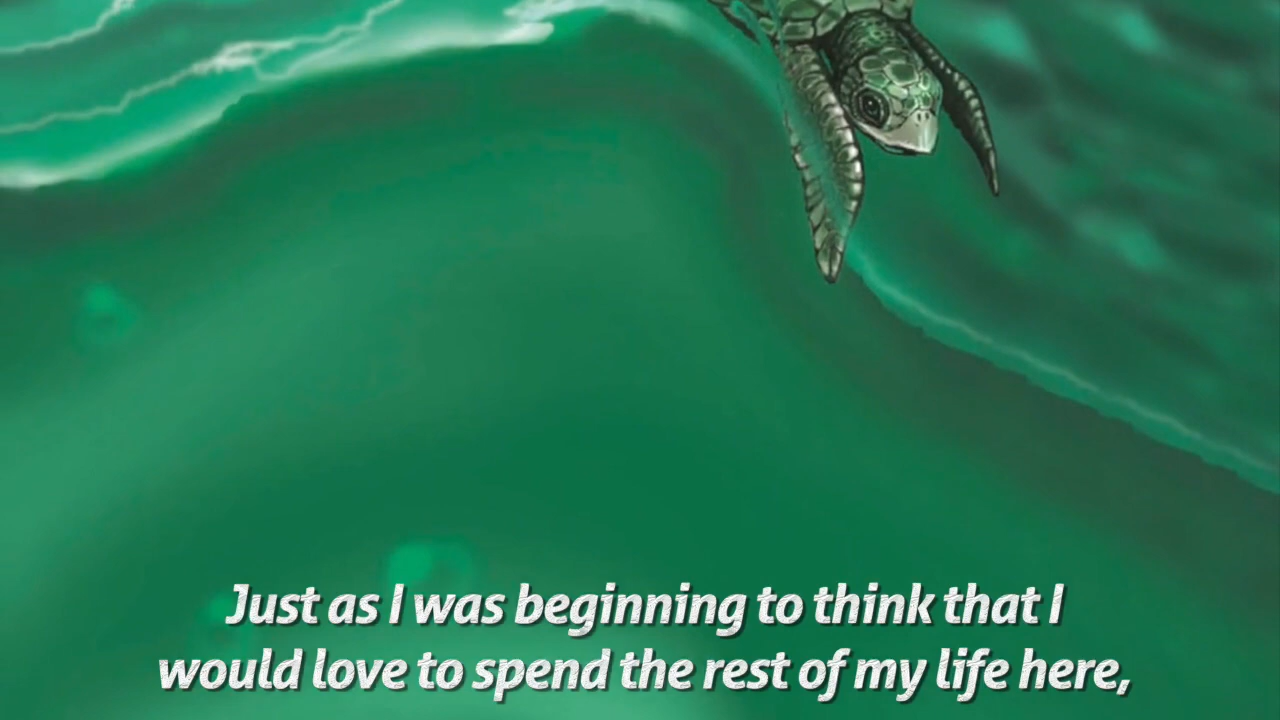 Just as I was beginning to think that I
would love to spend the rest of my life here,